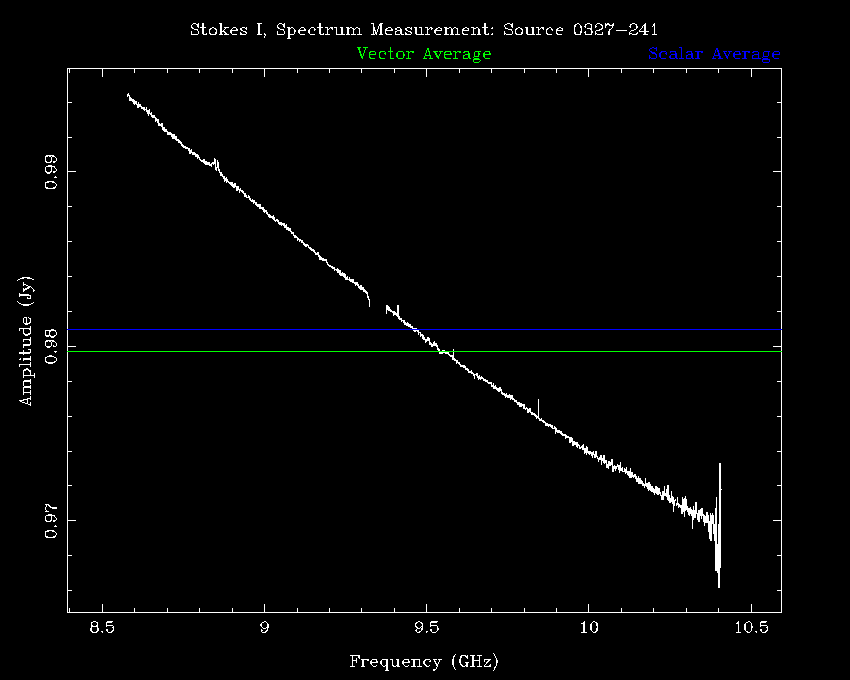 Stokes I, Spectrum Measurement: Source 0327-241
Vector Average Scalar Average
0.99
0.98
0.97
Amplitude (Jy)
8.5 9 9.5 10 10.5
Frequency (GHz)